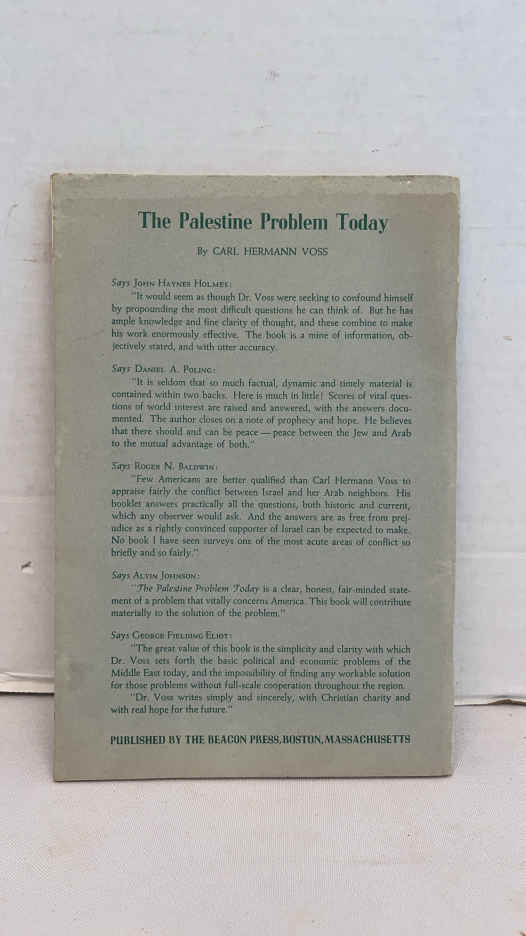 The Palestine Problem Today
By CARL HERMANN VOSS
Says JOHN HAYNES HOLMES:
"It would seem as though Dr. Voss were seeking to confound himself
by propounding the most difficult questions he can think of. But he has
ample knowledge and fine clarity of thought, and these combine to make
his work enormously effective. The book is a mine of information, ob-
jectively stated, and with utter accuracy.
Says DANIEL A. POLING:
"It is seldom that so much factual, dynamic and timely material is
contained within two backs. Here is much in little! Scores of vital ques-
tions of world interest are raised and answered, with the answers docu-
mented. The author closes on a note of prophecy and hope. He believes
that there should and can be peace — peace between the Jew and Arab
to the mutual advantage of both."
Says ROGER N. BALDWIN:
"Few Americans are better qualified than Carl Hermann Voss to
appraise fairly the conflict between Israel and her Arab neighbors. His
booklet answers practically all the questions, both historic and current,
which any observer would ask. And the answers are as free from prej-
udice as a rightly convinced supporter of Israel can be expected to make.
No book I have seen surveys one of the most acute areas of conflict so
briefly and so fairly."
Says ALVIN JOHNSON:
"The Palestine Problem Today is a clear, honest, fair-minded state-
ment of a problem that vitally concerns America. This book will contribute
materially to the solution of the problem."
Says GEORGE FIELDING ELIOT:
"The great value of this book is the simplicity and clarity with which
Dr. Voss sets forth the basic political and economic problems of the
Middle East today, and the impossibility of finding any workable solution
for those problems without full-scale cooperation throughout the region.
"Dr. Voss writes simply and sincerely, with Christian charity and
with real hope for the future."
PUBLISHED BY THE BEACON PRESS, BOSTON, MASSACHUSETTS